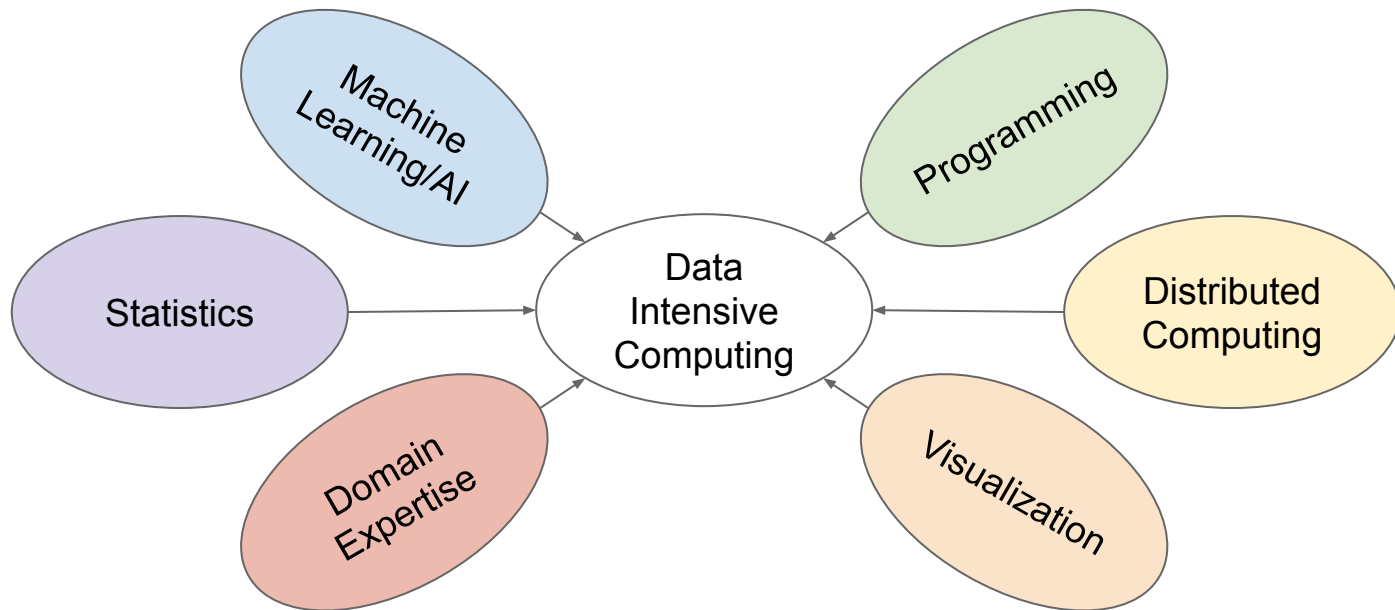 Machine
Learning/AI
Programming
Statistics
Data
Intensive
Computing
Distributed
Computing
Domain
Expertise
Visualization